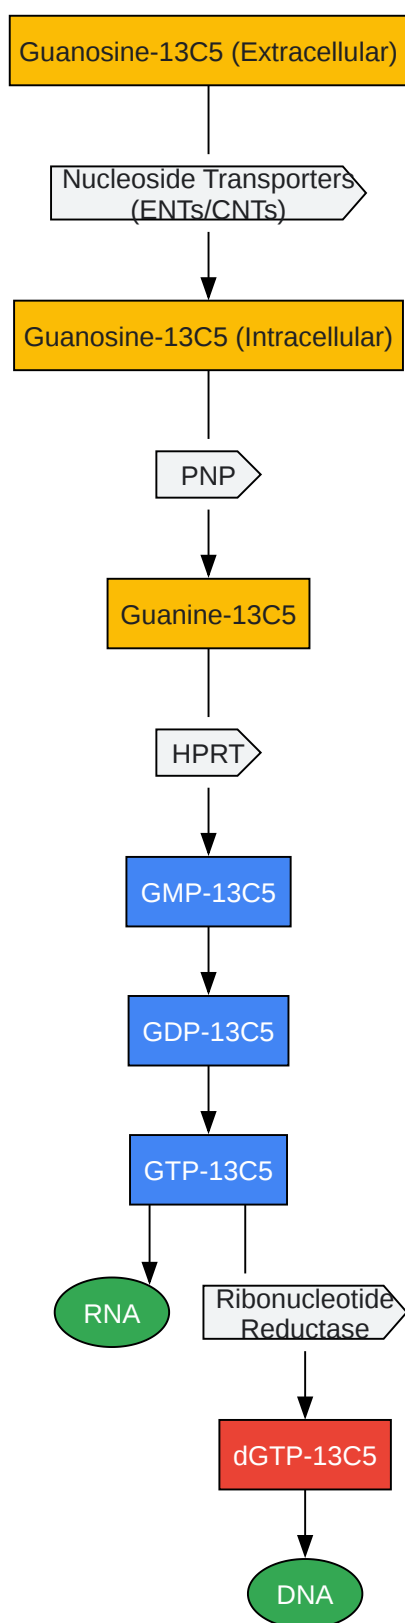 Guanosine-13C5 (Extracellular)
Nucleoside Transporters
(ENTs/CNTs)
Guanosine-13C5 (Intracellular)
PNP
Guanine-13C5
HPRT
GMP-13C5
GDP-13C5
GTP-13C5
RNA
Ribonucleotide
Reductase
dGTP-13C5
DNA